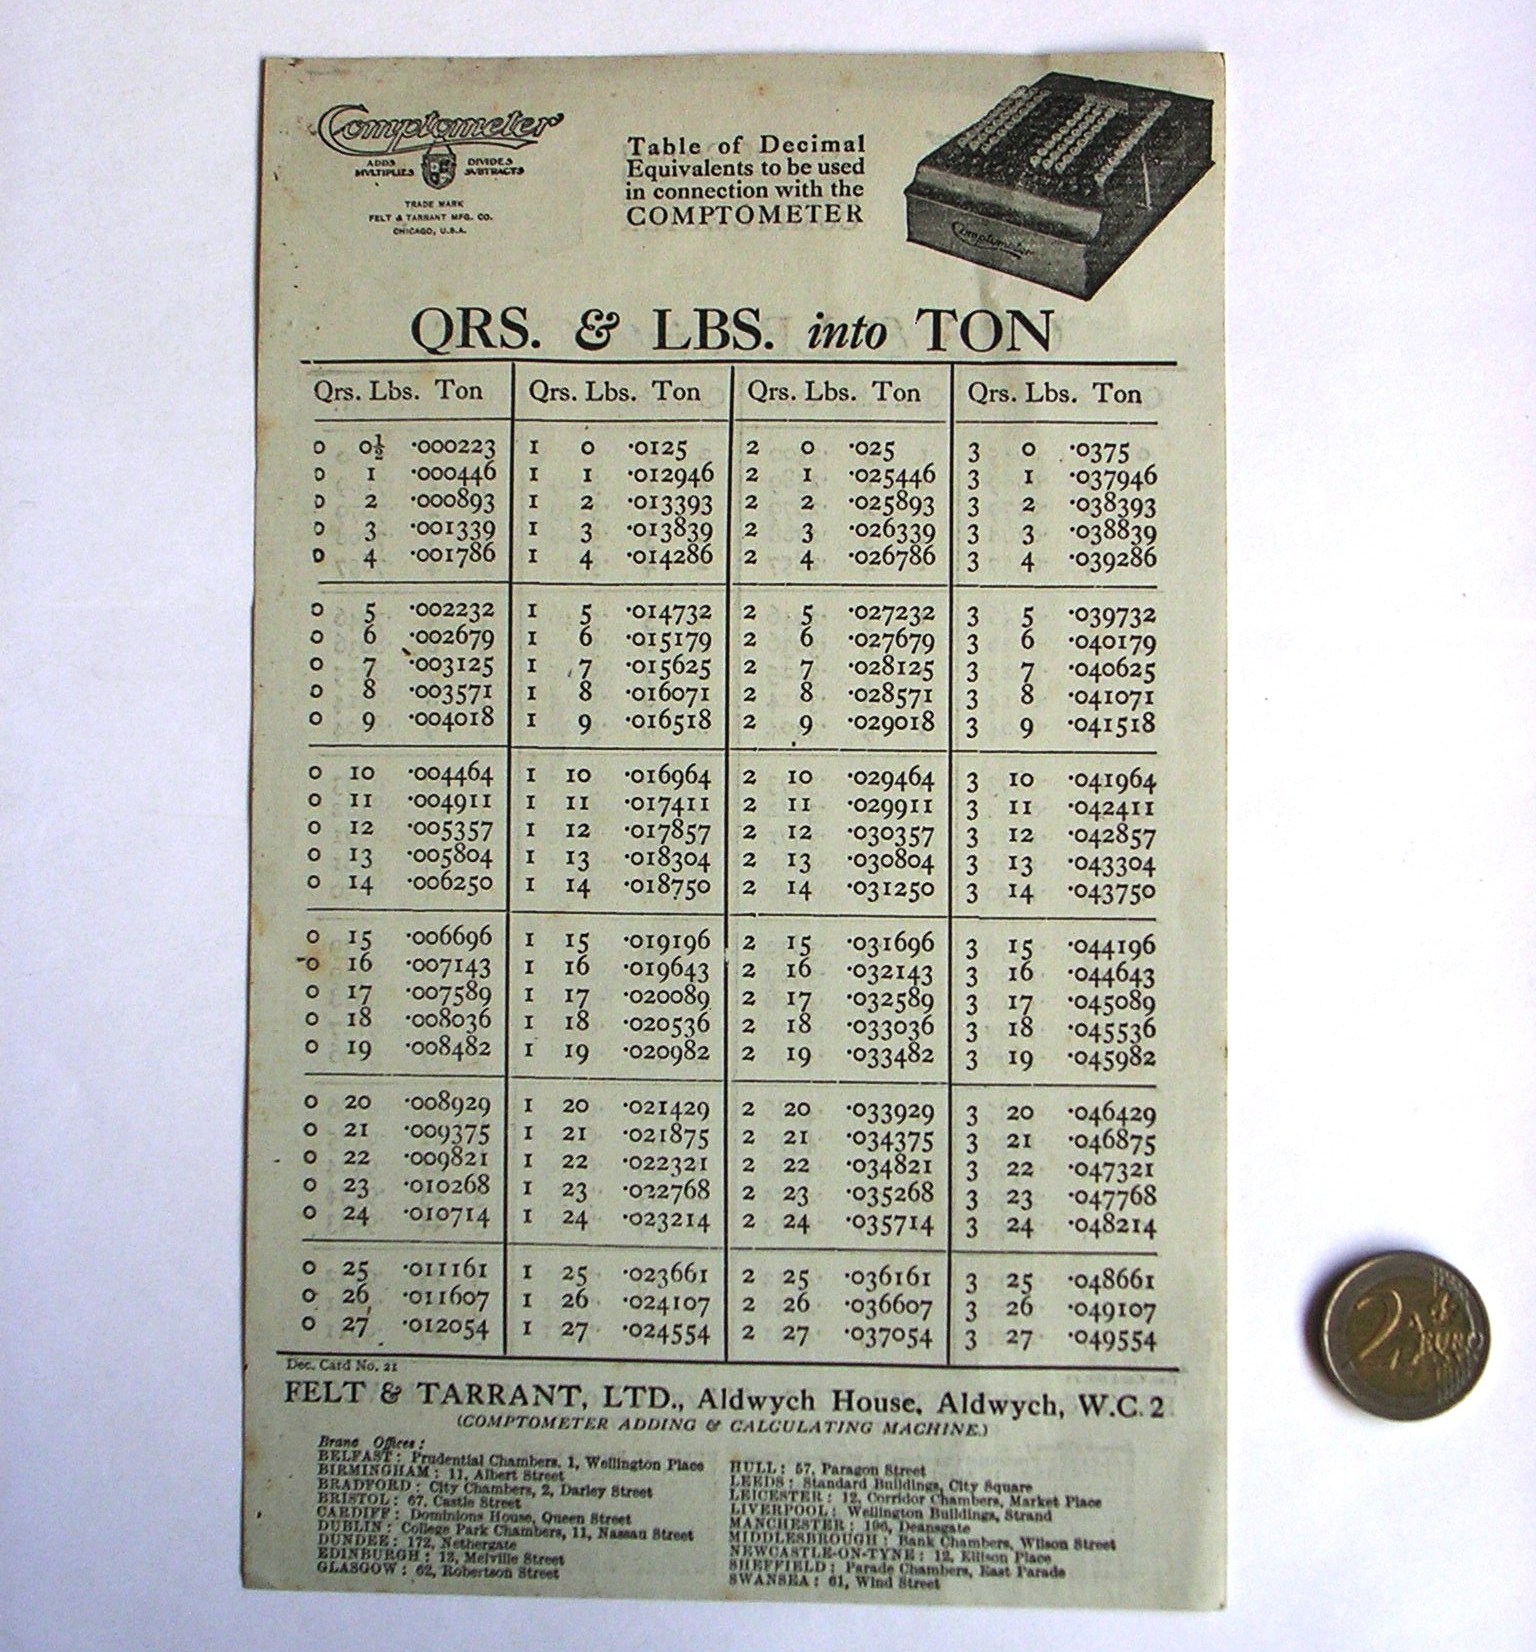 Comptometer
ADDS DIVIDES
MULTIPLIES SUBTRACTS
TRADE MARK
FELT & TARRANT MFG. CO.
CHICAGO, U.S.A.
Table of Decimal
Equivalents to be used
in connection with the
COMPTOMETER
Comptometer
QRS. & LBS. into TON
Qrs. Lbs. Ton Qrs. Lbs. Ton Qrs. Lbs. Ton Qrs. Lbs. Ton
0 0½ ·000223 1 0 ·0125 2 0 ·025 3 0 ·0375
0 1 ·000446 1 1 ·012946 2 1 ·025446 3 1 ·037946
0 2 ·000893 1 2 ·013393 2 2 ·025893 3 2 ·038393
0 3 ·001339 1 3 ·013839 2 3 ·026339 3 3 ·038839
0 4 ·001786 1 4 ·014286 2 4 ·026786 3 4 ·039286
0 5 ·002232 1 5 ·014732 2 5 ·027232 3 5 ·039732
0 6 ·002679 1 6 ·015179 2 6 ·027679 3 6 ·040179
0 7 ·003125 1 7 ·015625 2 7 ·028125 3 7 ·040625
0 8 ·003571 1 8 ·016071 2 8 ·028571 3 8 ·041071
0 9 ·004018 1 9 ·016518 2 9 ·029018 3 9 ·041518
0 10 ·004464 1 10 ·016964 2 10 ·029464 3 10 ·041964
0 11 ·004911 1 11 ·017411 2 11 ·029911 3 11 ·042411
0 12 ·005357 1 12 ·017857 2 12 ·030357 3 12 ·042857
0 13 ·005804 1 13 ·018304 2 13 ·030804 3 13 ·043304
0 14 ·006250 1 14 ·018750 2 14 ·031250 3 14 ·043750
0 15 ·006696 1 15 ·019196 2 15 ·031696 3 15 ·044196
0 16 ·007143 1 16 ·019643 2 16 ·032143 3 16 ·044643
0 17 ·007589 1 17 ·020089 2 17 ·032589 3 17 ·045089
0 18 ·008036 1 18 ·020536 2 18 ·033036 3 18 ·045536
0 19 ·008482 1 19 ·020982 2 19 ·033482 3 19 ·045982
0 20 ·008929 1 20 ·021429 2 20 ·033929 3 20 ·046429
0 21 ·009375 1 21 ·021875 2 21 ·034375 3 21 ·046875
0 22 ·009821 1 22 ·022321 2 22 ·034821 3 22 ·047321
0 23 ·010268 1 23 ·022768 2 23 ·035268 3 23 ·047768
0 24 ·010714 1 24 ·023214 2 24 ·035714 3 24 ·048214
0 25 ·011161 1 25 ·023661 2 25 ·036161 3 25 ·048661
0 26 ·011607 1 26 ·024107 2 26 ·036607 3 26 ·049107
0 27 ·012054 1 27 ·024554 2 27 ·037054 3 27 ·049554
Dec. Card No. 21
FELT & TARRANT, LTD., Aldwych House, Aldwych, W.C.2
(COMPTOMETER ADDING & CALCULATING MACHINE.)
Offices:
BELFAST: Prudential Chambers, 1, Wellington Place
BIRMINGHAM: 11, Albert Street
BRADFORD: City Chambers, 2, Darley Street
BRISTOL: 67, Castle Street
CARDIFF: Dominions House, Queen Street
DUBLIN: College Park Chambers, 11, Nassau Street
DUNDEE: 172, Nethergate
EDINBURGH: 13, Melville Street
GLASGOW: 62, Robertson Street
HULL: 57, Paragon Street
LEEDS: Standard Buildings, City Square
LEICESTER: 12, Corridor Chambers, Market Place
LIVERPOOL: Wellington Buildings, Strand
MANCHESTER: 196, Deansgate
MIDDLESBROUGH: Bank Chambers, Wilson Street
NEWCASTLE-ON-TYNE: 12, Ellison Place
SHEFFIELD: Parade Chambers, East Parade
SWANSEA: 61, Wind Street
2 EURO